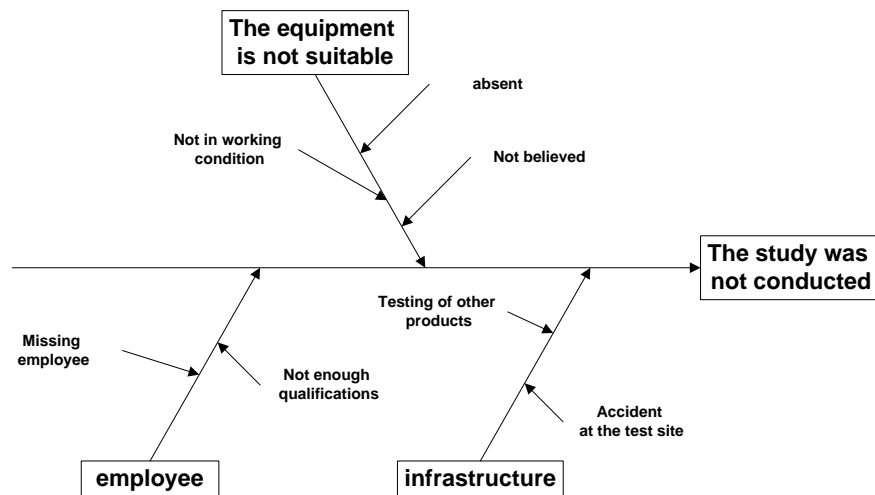 The equipment
is not suitable
absent
Not in working
condition
Not believed
The study was
not conducted
Testing of other
products
Missing
employee
Not enough
qualifications
Accident
at the test site
employee
infrastructure